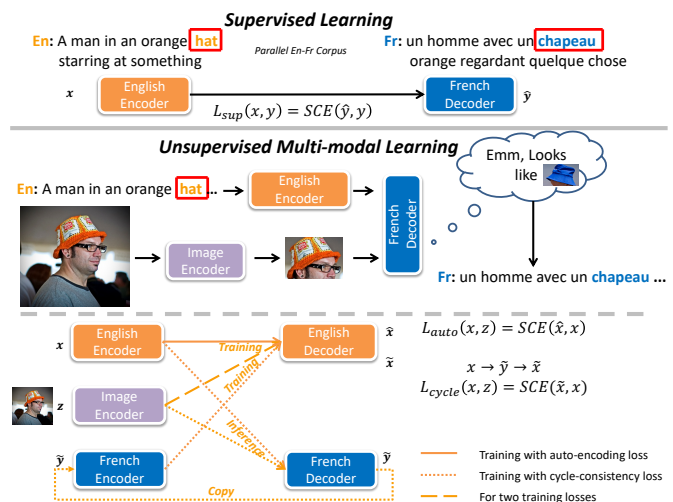 Supervised Learning
En: A man in an orange hat
starring at something
Parallel En-Fr Corpus
Fr: un homme avec un chapeau
orange regardant quelque chose
x
English
Encoder
L_sup(x, y) = SCE(ŷ, y)
French
Decoder
ŷ
Unsupervised Multi-modal Learning
Emm, Looks
like
En: A man in an orange hat ...
English
Encoder
French
Decoder
Image
Encoder
Fr: un homme avec un chapeau ...
x
English
Encoder
Training
English
Decoder
x̂
x̃
L_auto(x, z) = SCE(x̂, x)
x → ỹ → x̃
L_cycle(x, z) = SCE(x̃, x)
Training
z
Image
Encoder
Inference
ỹ
French
Encoder
French
Decoder
ỹ
Copy
Training with auto-encoding loss
Training with cycle-consistency loss
For two training losses